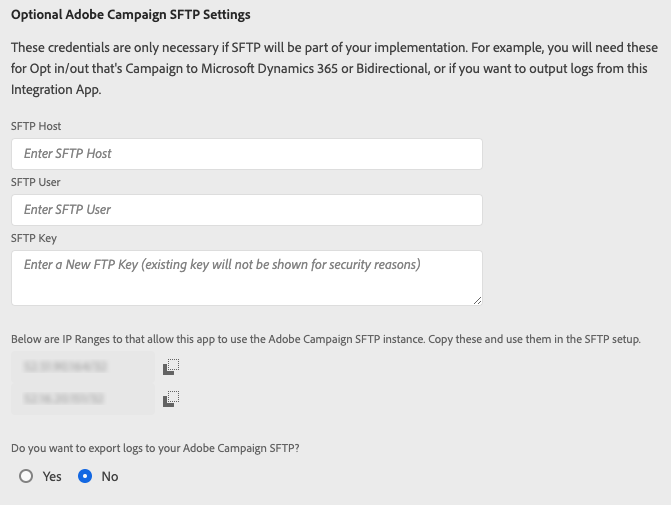 Optional Adobe Campaign SFTP Settings
These credentials are only necessary if SFTP will be part of your implementation. For example, you will need these
for Opt in/out that's Campaign to Microsoft Dynamics 365 or Bidirectional, or if you want to output logs from this
Integration App.
SFTP Host
Enter SFTP Host
SFTP User
Enter SFTP User
SFTP Key
Enter a New FTP Key (existing key will not be shown for security reasons)
Below are IP Ranges to that allow this app to use the Adobe Campaign SFTP instance. Copy these and use them in the SFTP setup.
Do you want to export logs to your Adobe Campaign SFTP?
Yes No